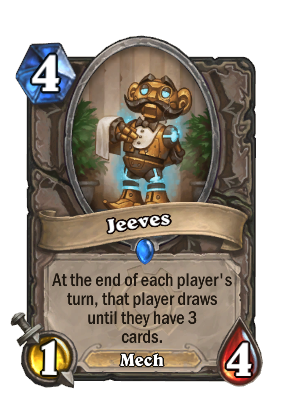 4
Jeeves
At the end of each player's
turn, that player draws
until they have 3
cards.
1
Mech
4